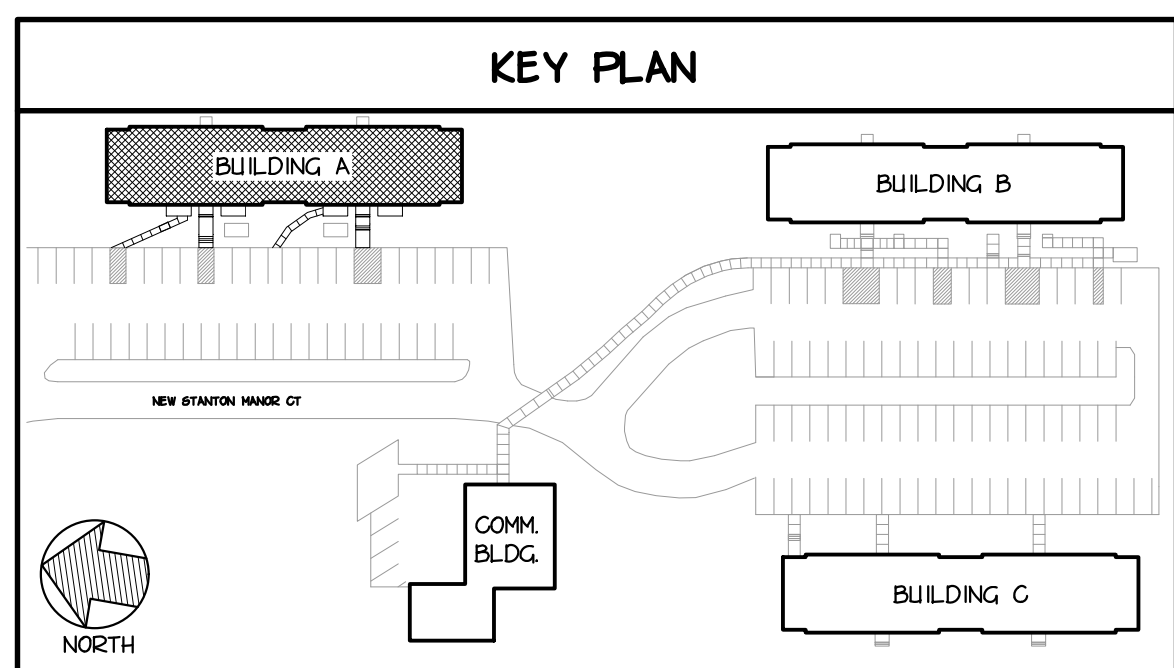 KEY PLAN
BUILDING A
BUILDING B
NEW STANTON MANOR CT
COMM.
BLDG.
BUILDING C
NORTH